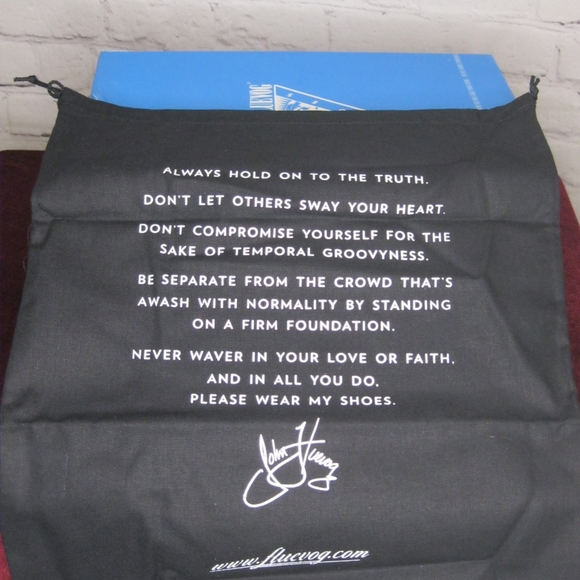 ALWAYS HOLD ON TO THE TRUTH.
DON'T LET OTHERS SWAY YOUR HEART.
DON'T COMPROMISE YOURSELF FOR THE
SAKE OF TEMPORAL GROOVYNESS.
BE SEPARATE FROM THE CROWD THAT'S
AWASH WITH NORMALITY BY STANDING
ON A FIRM FOUNDATION.
NEVER WAVER IN YOUR LOVE OR FAITH.
AND IN ALL YOU DO,
PLEASE WEAR MY SHOES.
John Fluevog
www.fluevog.com